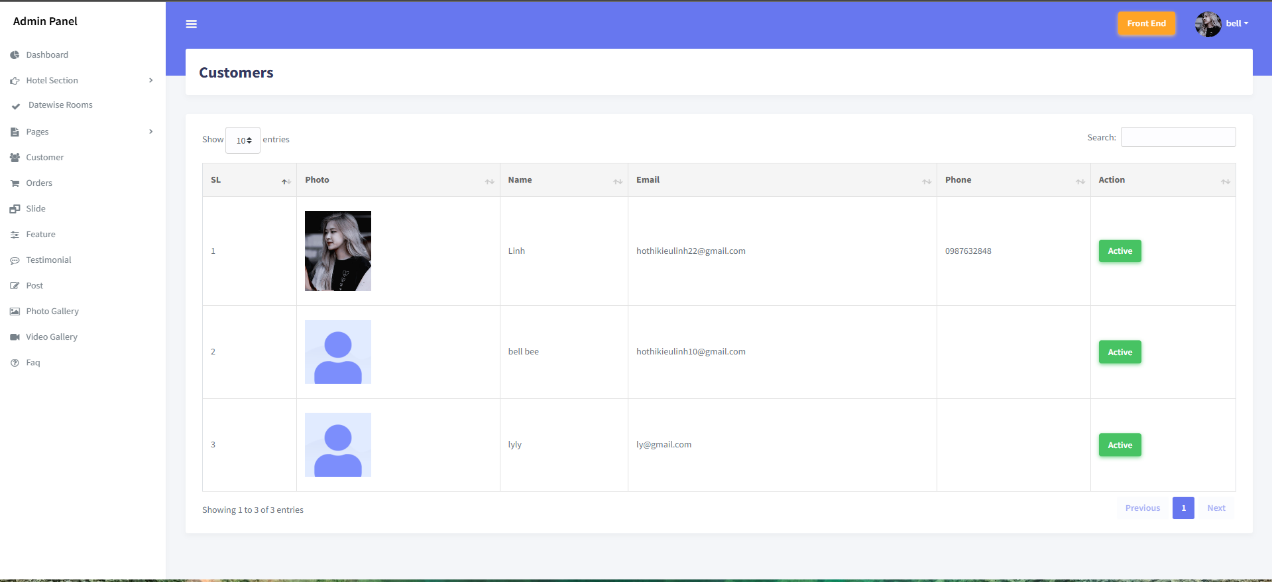 Admin Panel
Front End
bell
Dashboard
Hotel Section
Datewise Rooms
Pages
Customer
Orders
Slide
Feature
Testimonial
Post
Photo Gallery
Video Gallery
Faq
Customers
Show 10 entries
Search:
SL Photo Name Email Phone Action
1 Linh hothikieulinh22@gmail.com 0987632848 Active
2 bell bee hothikieulinh10@gmail.com Active
3 lyly ly@gmail.com Active
Showing 1 to 3 of 3 entries
Previous 1 Next